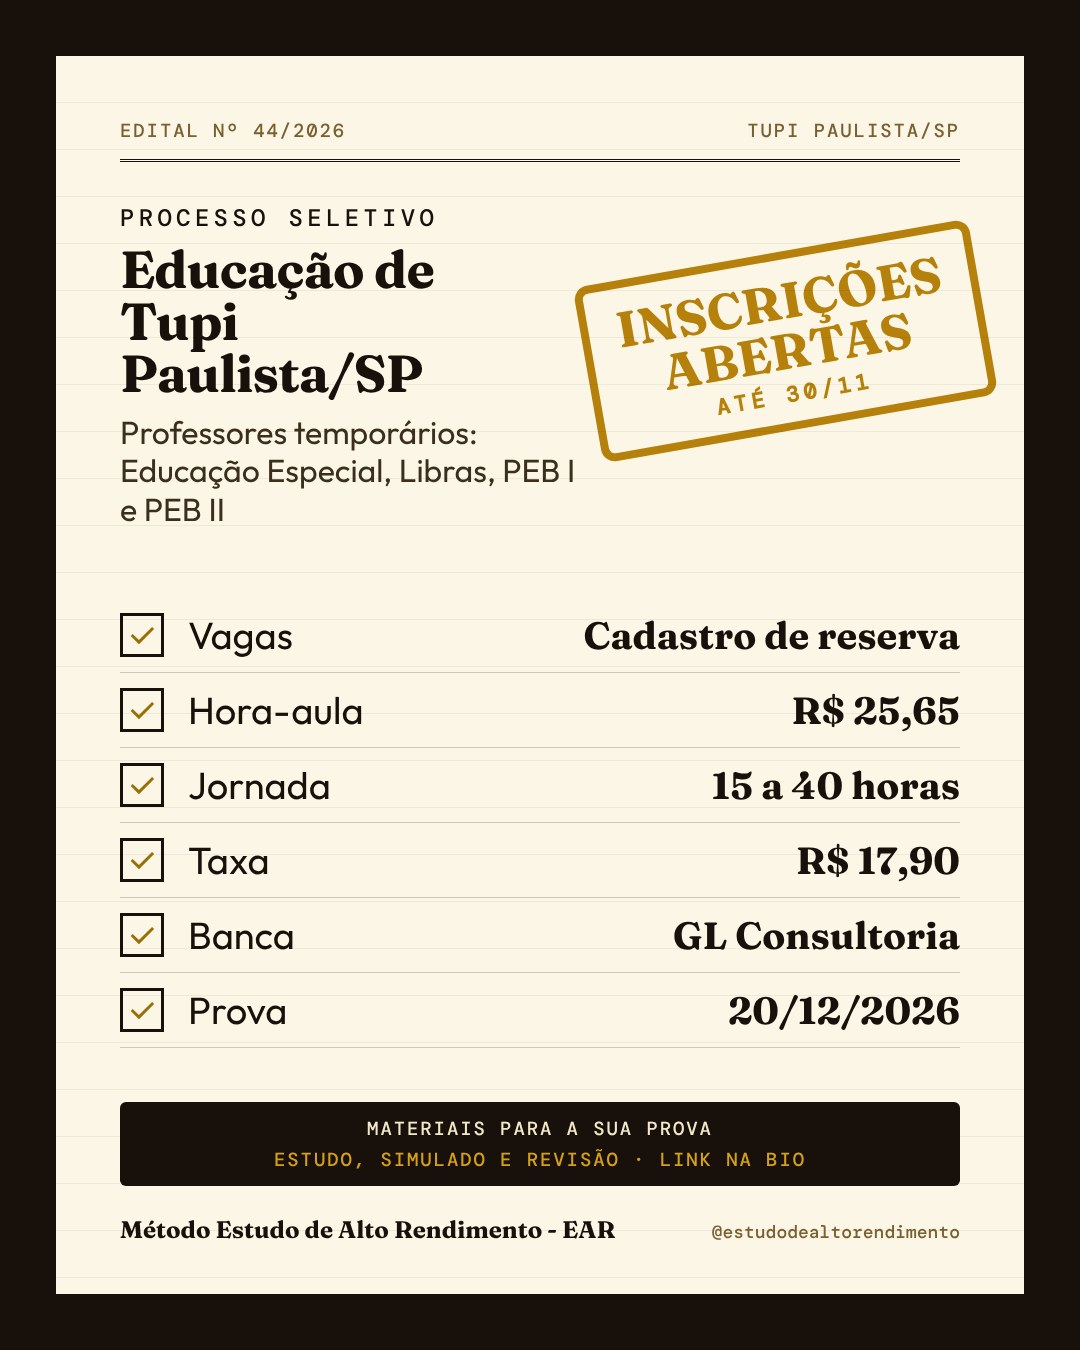 EDITAL Nº 44/2026
TUPI PAULISTA/SP
PROCESSO SELETIVO
Educação de
Tupi
Paulista/SP
Professores temporários:
Educação Especial, Libras, PEB I
e PEB II
INSCRIÇÕES
ABERTAS
ATÉ 30/11
Vagas Cadastro de reserva
Hora-aula R$ 25,65
Jornada 15 a 40 horas
Taxa R$ 17,90
Banca GL Consultoria
Prova 20/12/2026
MATERIAIS PARA A SUA PROVA
ESTUDO, SIMULADO E REVISÃO · LINK NA BIO
Método Estudo de Alto Rendimento - EAR
@estudodealtorendimento